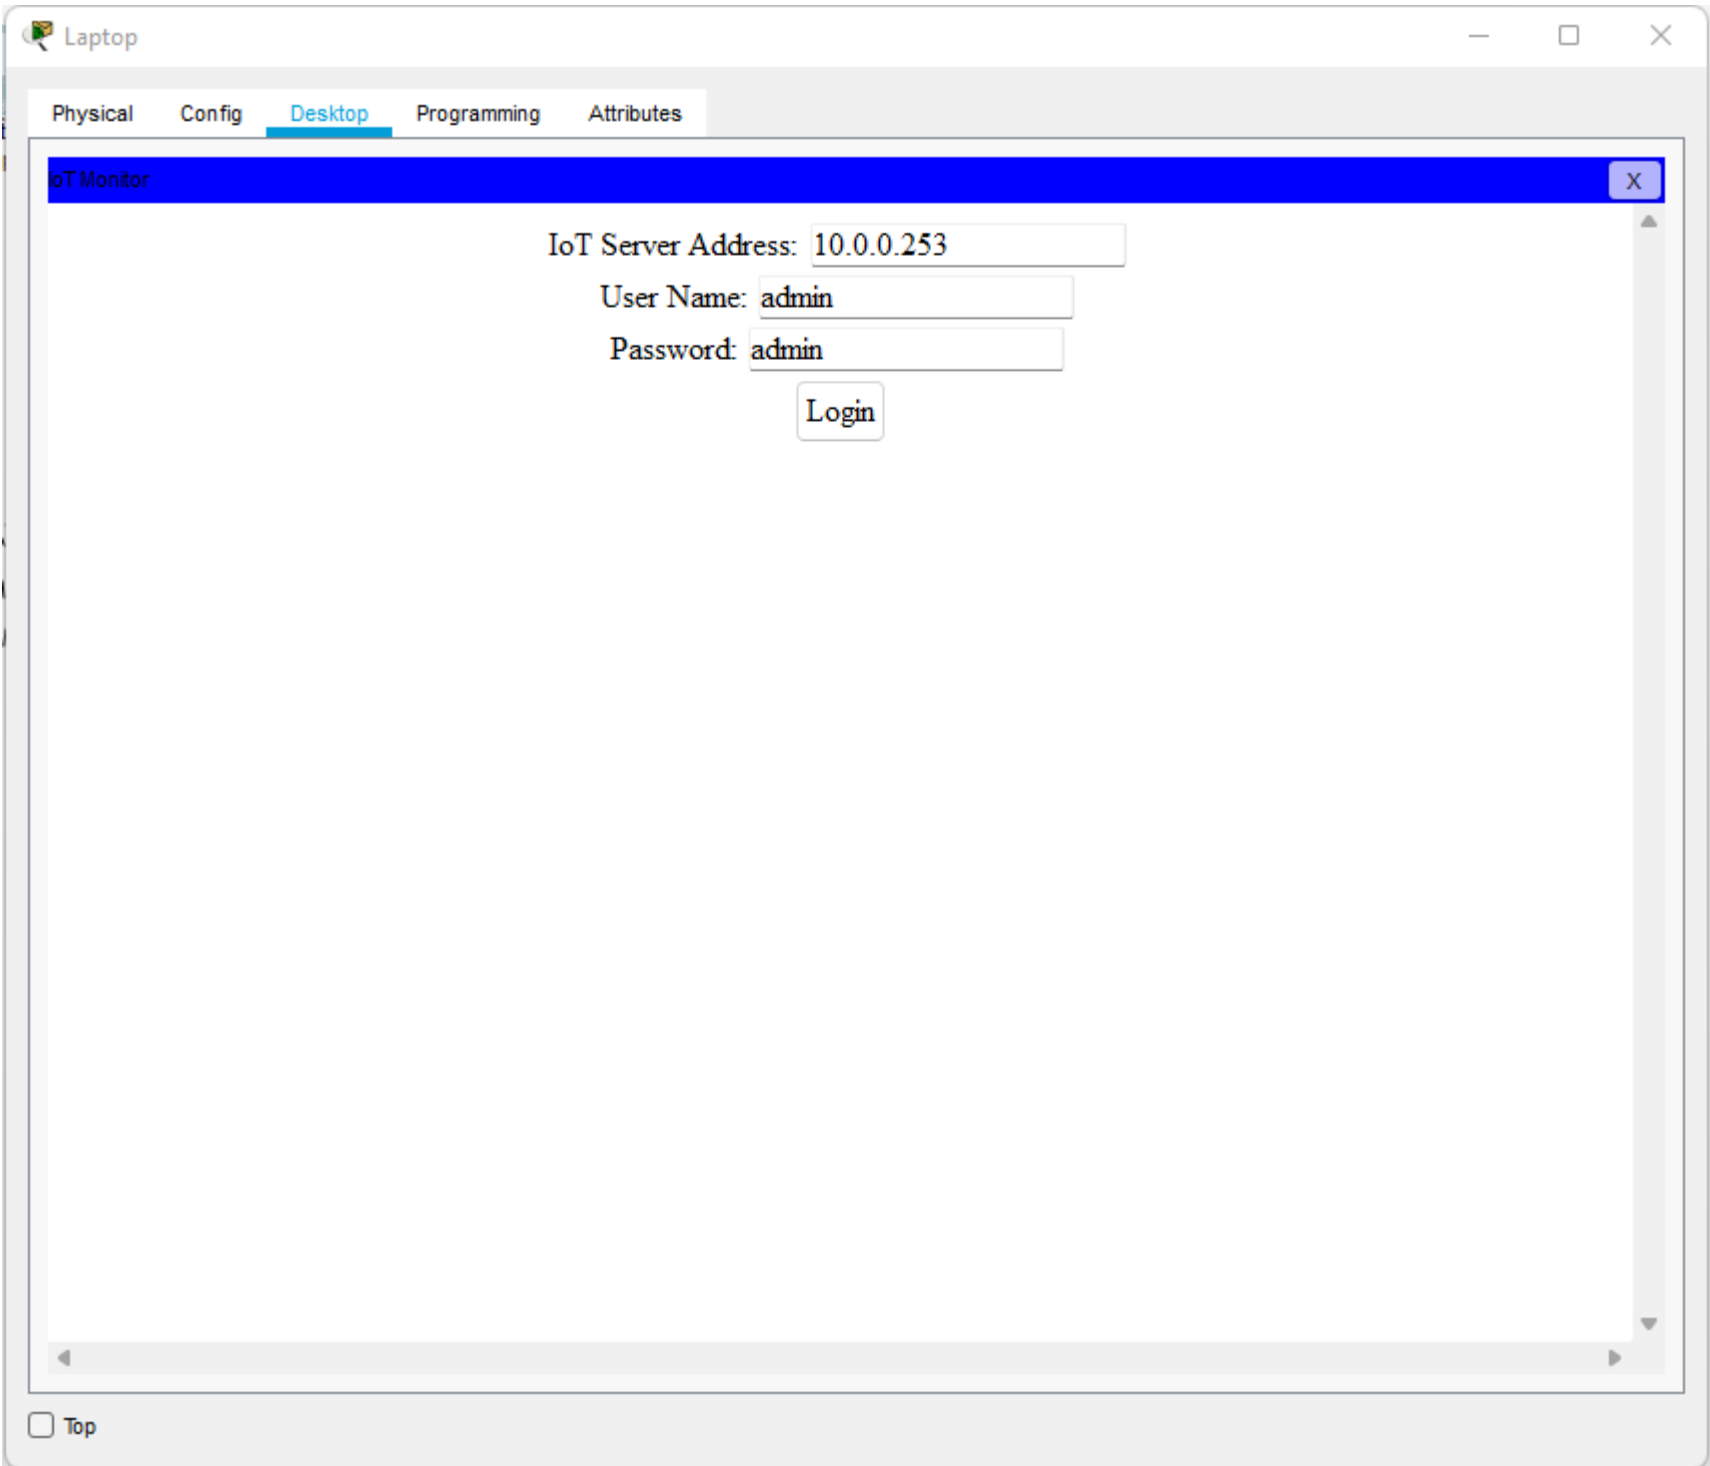 Laptop
Physical Config Desktop Programming Attributes
IoT Monitor X
IoT Server Address: 10.0.0.253
User Name: admin
Password: admin
Login
Top